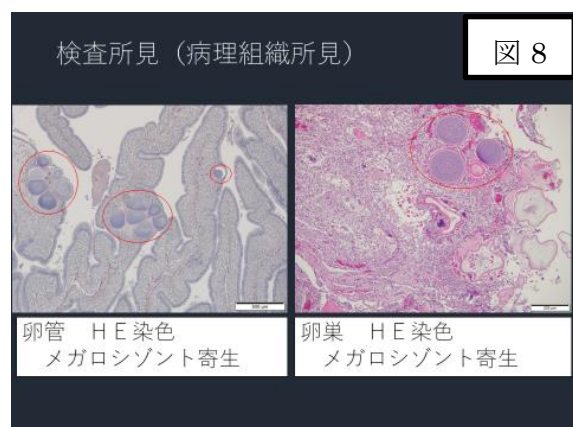 検査所見（病理組織所見）
図 8
卵管　ＨＥ染色
メガロシゾント寄生
卵巣　ＨＥ染色
メガロシゾント寄生